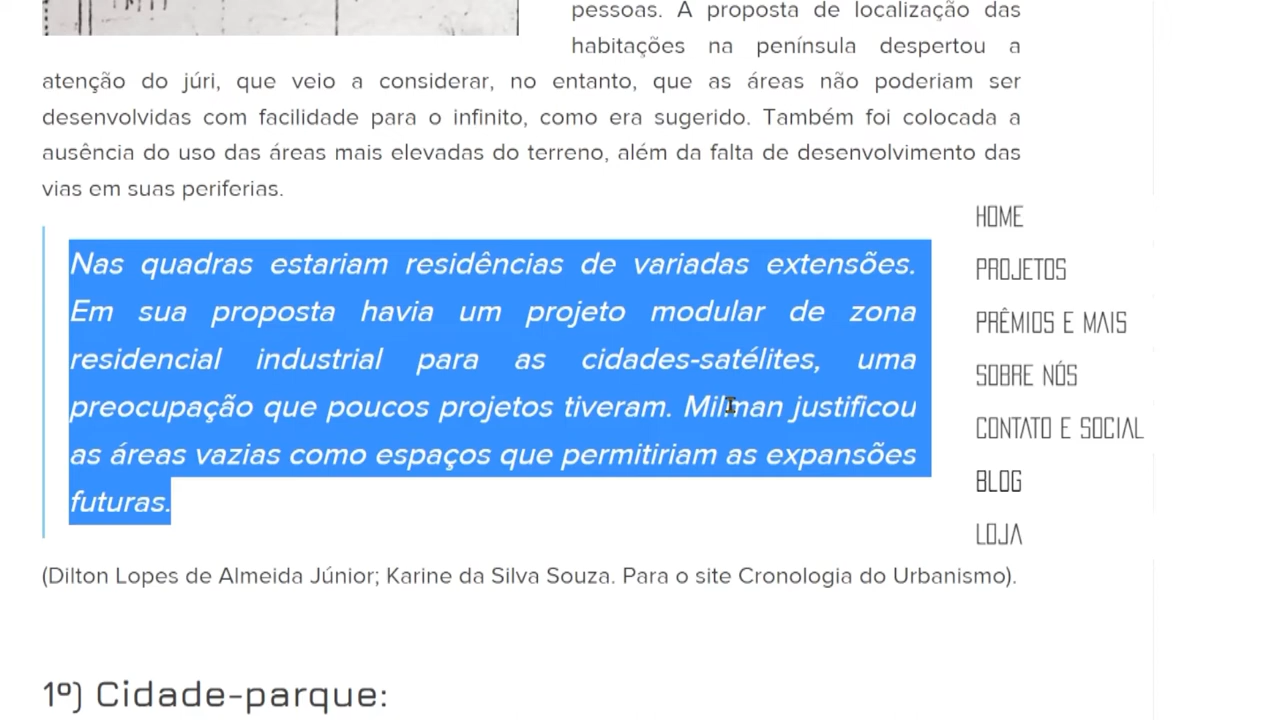 pessoas. A proposta de localização das
habitações na península despertou a
atenção do júri, que veio a considerar, no entanto, que as áreas não poderiam ser
desenvolvidas com facilidade para o infinito, como era sugerido. Também foi colocada a
ausência do uso das áreas mais elevadas do terreno, além da falta de desenvolvimento das
vias em suas periferias.
Nas quadras estariam residências de variadas extensões.
Em sua proposta havia um projeto modular de zona
residencial industrial para as cidades-satélites, uma
preocupação que poucos projetos tiveram. Milman justificou
as áreas vazias como espaços que permitiriam as expansões
futuras.
(Dilton Lopes de Almeida Júnior; Karine da Silva Souza. Para o site Cronologia do Urbanismo).
1º) Cidade-parque:
HOME
PROJETOS
PRÊMIOS E MAIS
SOBRE NÓS
CONTATO E SOCIAL
BLOG
LOJA